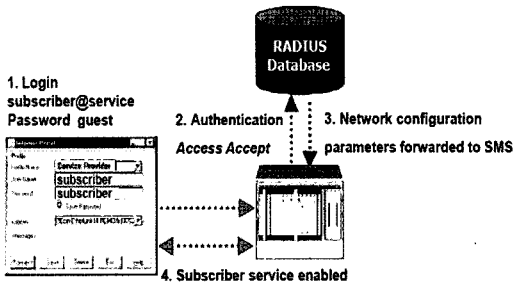 RADIUS
Database
1. Login
subscriber@service
Password guest
2. Authentication
Access Accept
3. Network configuration
parameters forwarded to SMS
Service Provider
subscriber
subscriber
4. Subscriber service enabled